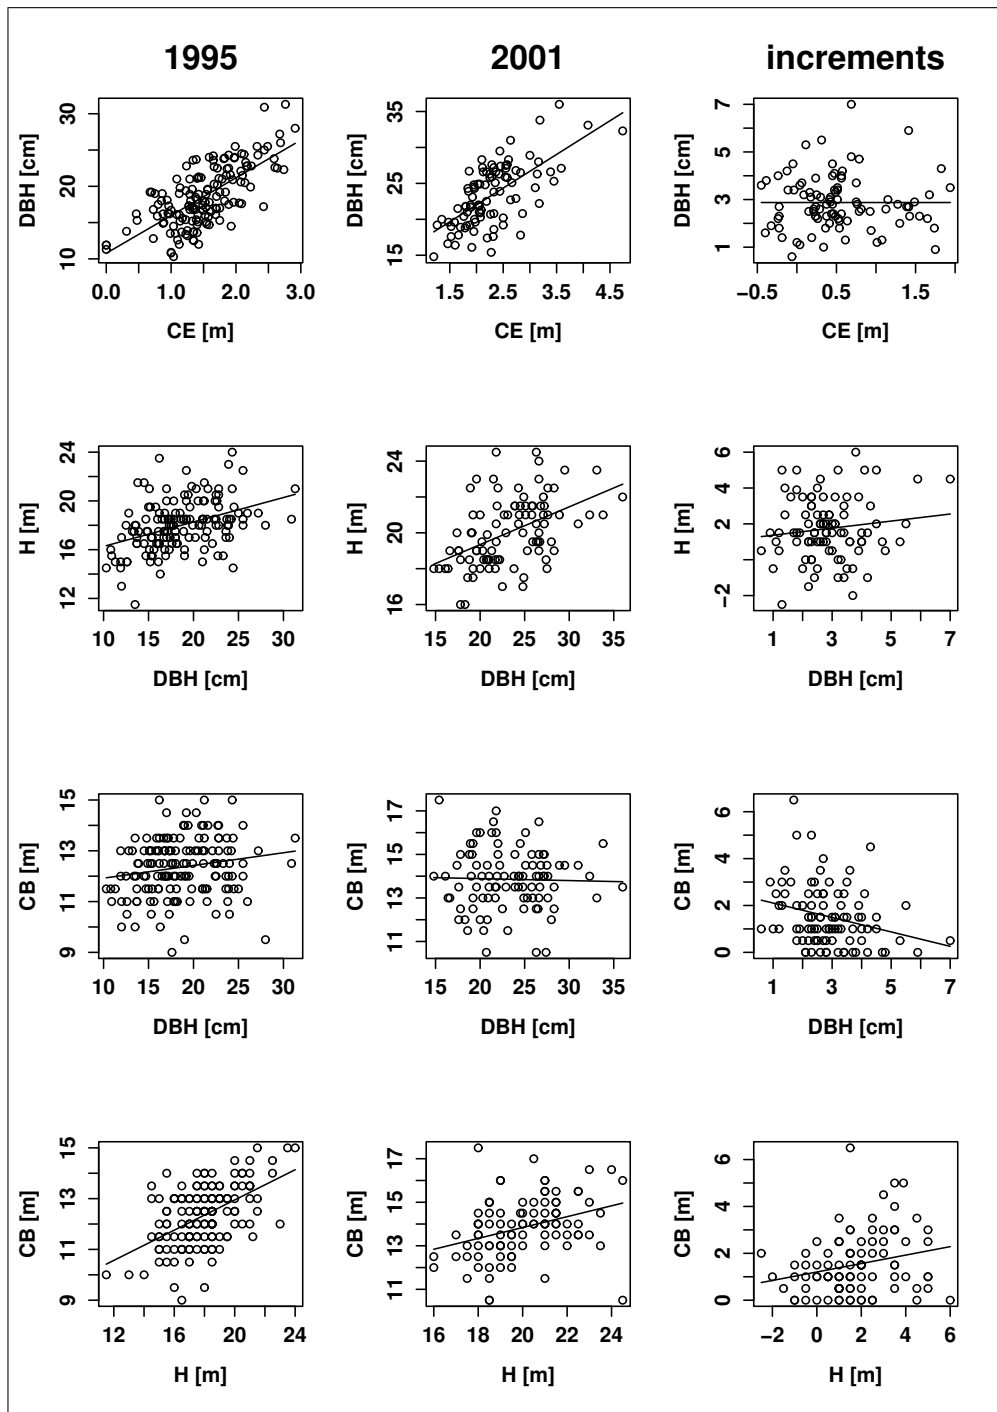 1995 2001 increments
DBH [cm] 10 20 30
0.0 1.0 2.0 3.0
CE [m]
DBH [cm] 15 25 35
1.5 2.5 3.5 4.5
CE [m]
DBH [cm] 1 3 5 7
−0.5 0.5 1.5
CE [m]
H [m] 12 16 20 24
10 15 20 25 30
DBH [cm]
H [m] 16 20 24
15 20 25 30 35
DBH [cm]
H [m] −2 2 4 6
1 3 5 7
DBH [cm]
CB [m] 9 11 13 15
10 15 20 25 30
DBH [cm]
CB [m] 11 13 15 17
15 20 25 30 35
DBH [cm]
CB [m] 0 2 4 6
1 3 5 7
DBH [cm]
CB [m] 9 11 13 15
12 16 20 24
H [m]
CB [m] 11 13 15 17
16 18 20 22 24
H [m]
CB [m] 0 2 4 6
−2 0 2 4 6
H [m]